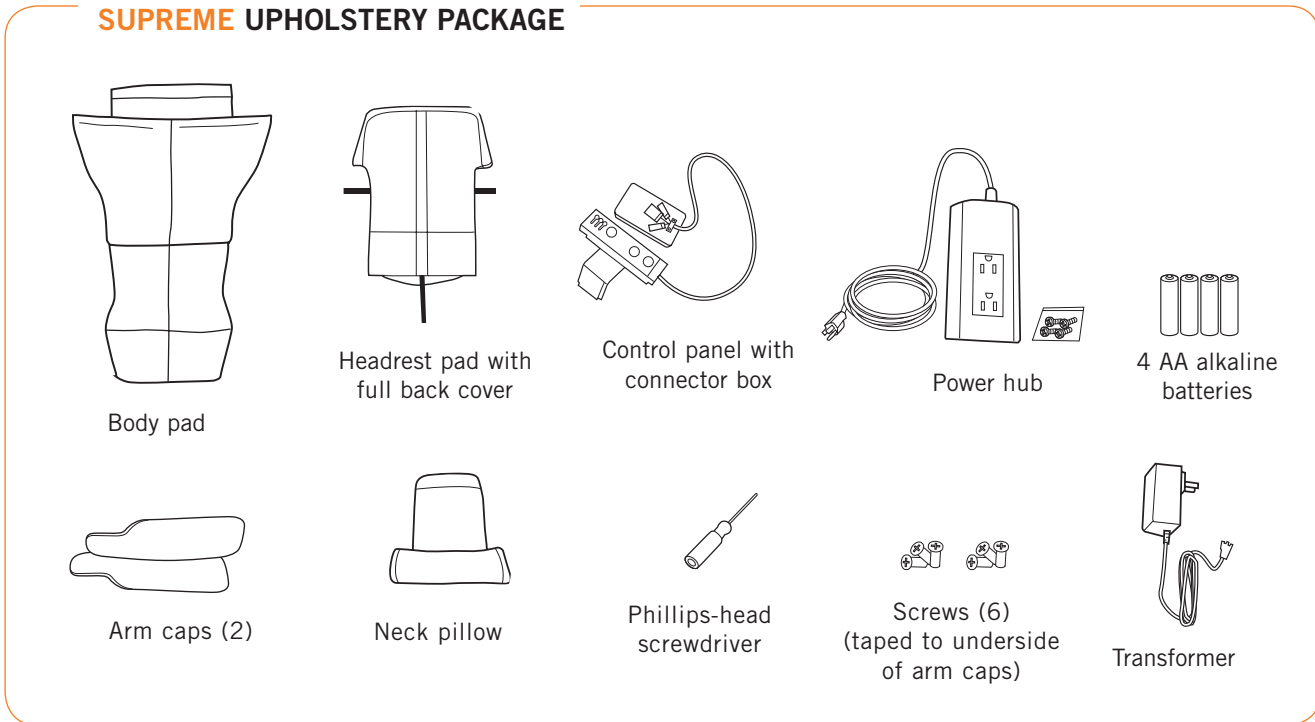 SUPREME UPHOLSTERY PACKAGE
Body pad
Headrest pad with
full back cover
Control panel with
connector box
Power hub
4 AA alkaline
batteries
Arm caps (2)
Neck pillow
Phillips-head
screwdriver
Screws (6)
(taped to underside
of arm caps)
Transformer